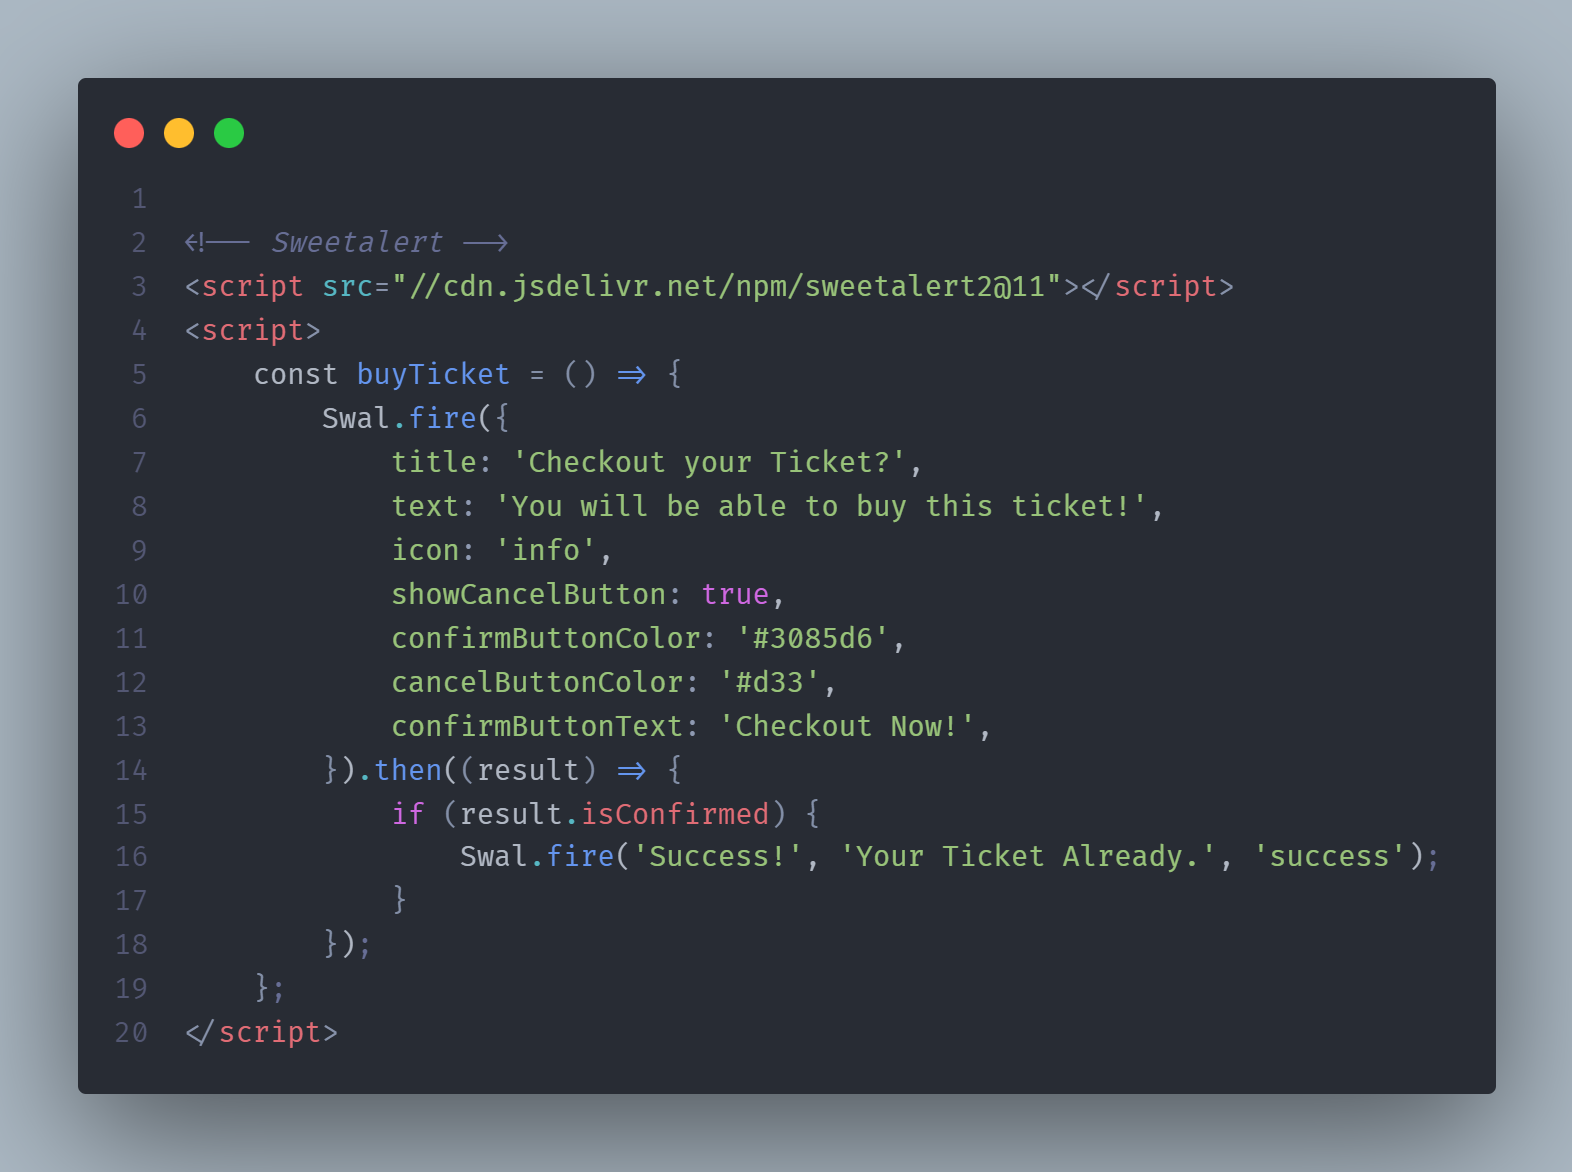 1
2 <!-- Sweetalert -->
3 <script src="//cdn.jsdelivr.net/npm/sweetalert2@11"></script>
4 <script>
5     const buyTicket = () => {
6         Swal.fire({
7             title: 'Checkout your Ticket?',
8             text: 'You will be able to buy this ticket!',
9             icon: 'info',
10             showCancelButton: true,
11             confirmButtonColor: '#3085d6',
12             cancelButtonColor: '#d33',
13             confirmButtonText: 'Checkout Now!',
14         }).then((result) => {
15             if (result.isConfirmed) {
16                 Swal.fire('Success!', 'Your Ticket Already.', 'success');
17             }
18         });
19     };
20 </script>